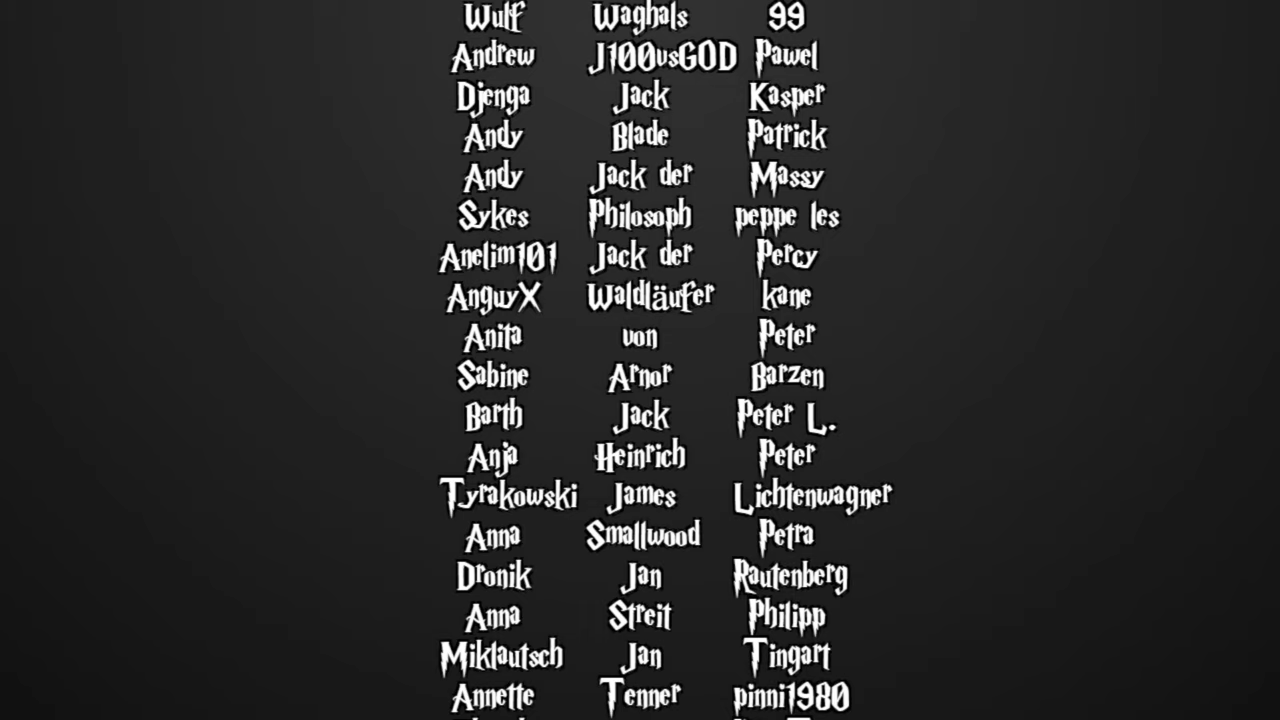 Wulf Waghals 99
Andrew J100vsGOD Pawel
Djenga Jack Kasper
Andy Blade Patrick
Andy Jack der Massy
Sykes Philosoph peppe les
Anelim101 Jack der Percy
AnguyX Waldläufer kane
Anita von Peter
Sabine Arnor Barzen
Barth Jack Peter L.
Anja Heinrich Peter
Tyrakowski James Lichtenwagner
Anna Smallwood Petra
Dronik Jan Rautenberg
Anna Streit Philipp
Miklautsch Jan Tingart
Annette Tenner pinni1980